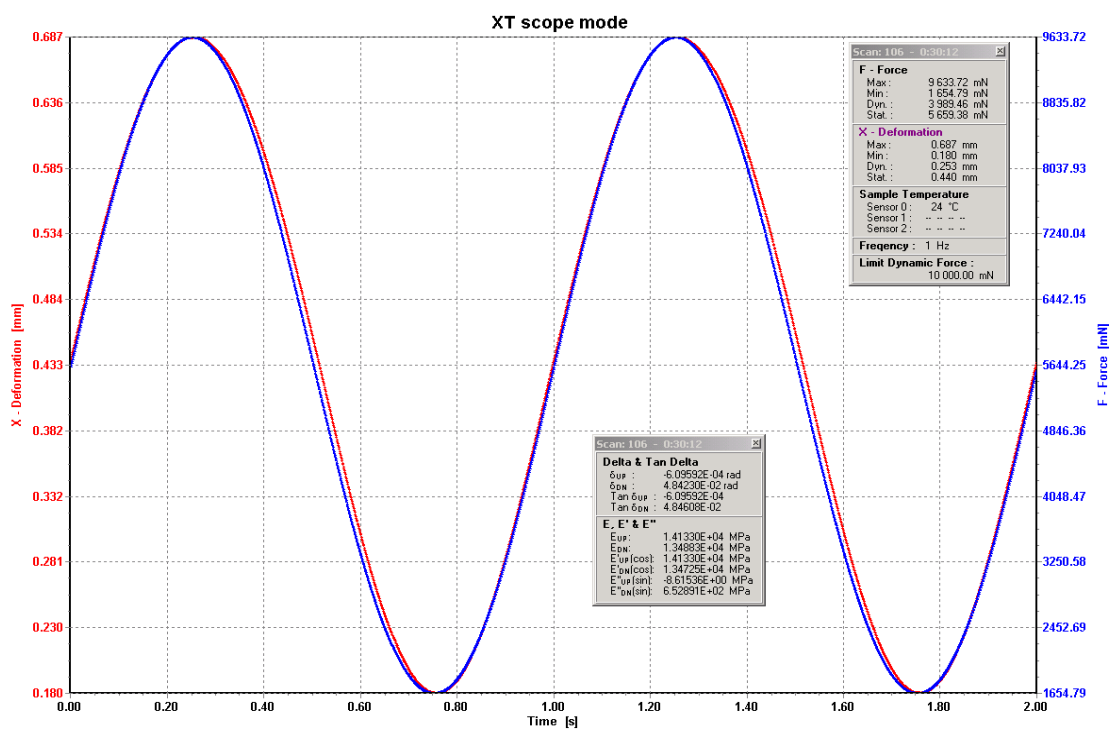 XT scope mode
0.687
0.636
0.585
0.534
0.484
0.433
0.382
0.332
0.281
0.230
0.180
X - Deformation [mm]
9633.72
8835.82
8037.93
7240.04
6442.15
5644.25
4846.36
4048.47
3250.58
2452.69
1654.79
F - Force [mN]
0.00 0.20 0.40 0.60 0.80 1.00 1.20 1.40 1.60 1.80 2.00
Time [s]
Scan: 106 - 0:30:12
F - Force
Max : 9 633.72 mN
Min : 1 654.79 mN
Dyn. : 3 989.46 mN
Stat. : 5 659.38 mN
X - Deformation
Max : 0.687 mm
Min : 0.180 mm
Dyn. : 0.253 mm
Stat. : 0.440 mm
Sample Temperature
Sensor 0 : 24 °C
Sensor 1 : -- -- -- --
Sensor 2 : -- -- -- --
Freqency : 1 Hz
Limit Dynamic Force :
10 000.00 mN
Scan: 106 - 0:30:12
Delta & Tan Delta
δUP : -6.09592E-04 rad
δDN : 4.84230E-02 rad
Tan δUP : -6.09592E-04
Tan δDN : 4.84608E-02
E, E' & E"
EUP: 1.41330E+04 MPa
EDN: 1.34883E+04 MPa
E'UP(cos): 1.41330E+04 MPa
E'DN(cos): 1.34725E+04 MPa
E"UP(sin): -8.61536E+00 MPa
E"DN(sin): 6.52891E+02 MPa